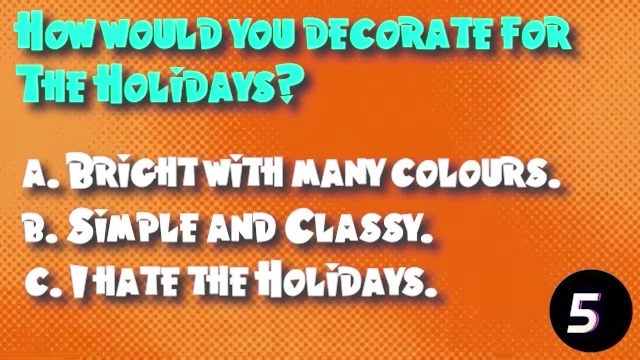 How would you decorate for
The Holidays?
A. Bright with many colours.
B. Simple and Classy.
C. I hate the Holidays.
5